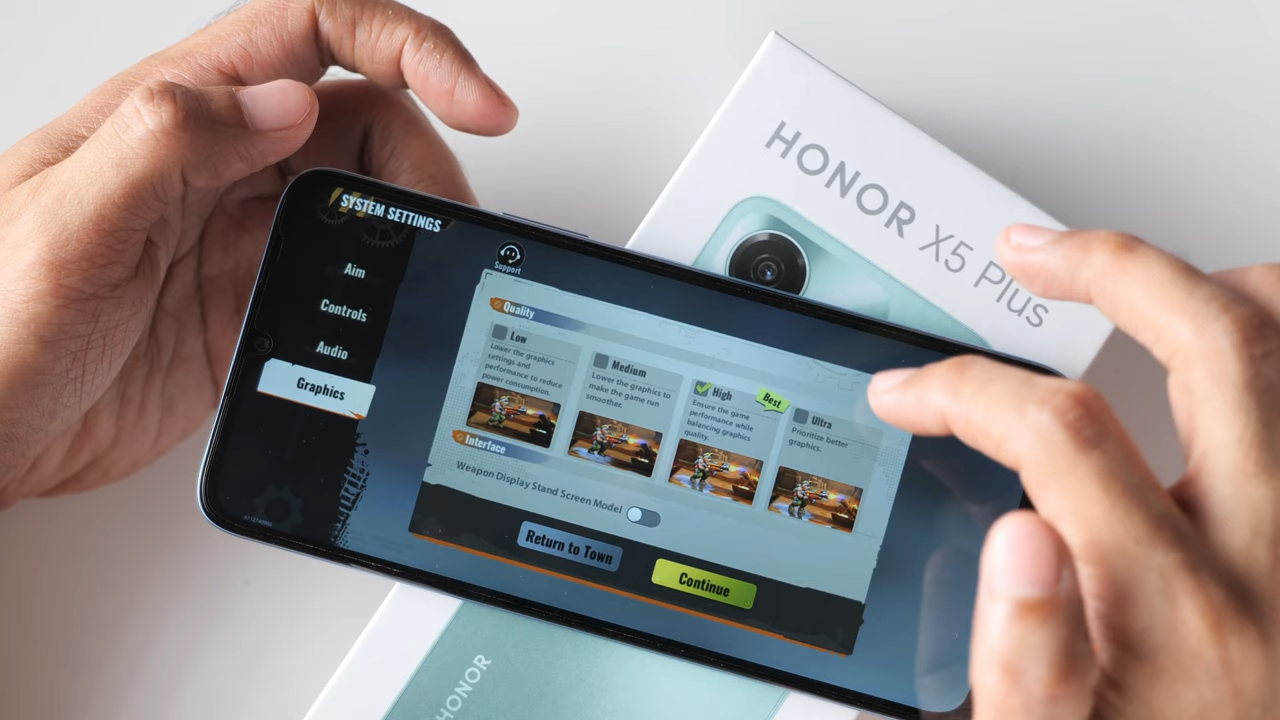 HONOR X5 Plus
SYSTEM SETTINGS
Aim
Controls
Audio
Graphics
Support
Quality
Low
Lower the graphics
settings and
performance to reduce
power consumption.
Medium
Lower the graphics to
make the game run
smoother.
High
Best
Ensure the game
performance while
balancing graphics
quality.
Ultra
Prioritize better
graphics.
Interface
Weapon Display Stand Screen Model
Return to Town
Continue
HONOR